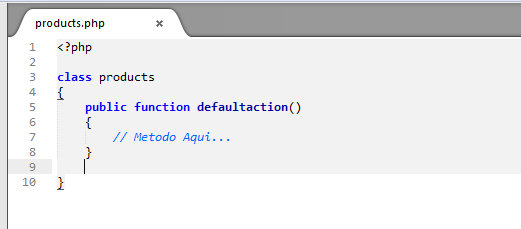 products.php ×
1 <?php
2
3 class products
4 {
5 public function defaultaction()
6 {
7 // Metodo Aqui...
8 }
9
10 }